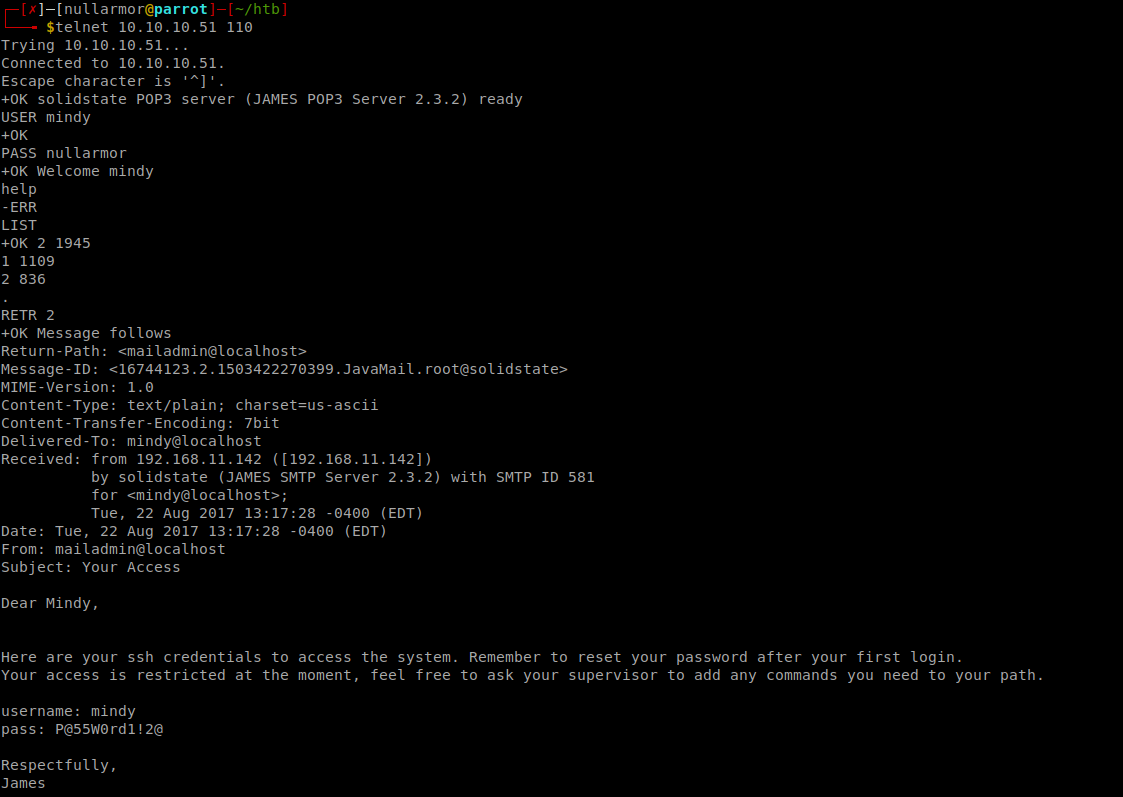 ┌─[✗]─[nullarmor@parrot]─[~/htb]
└──╼ $telnet 10.10.10.51 110
Trying 10.10.10.51...
Connected to 10.10.10.51.
Escape character is '^]'.
+OK solidstate POP3 server (JAMES POP3 Server 2.3.2) ready
USER mindy
+OK
PASS nullarmor
+OK Welcome mindy
help
-ERR
LIST
+OK 2 1945
1 1109
2 836
.
RETR 2
+OK Message follows
Return-Path: <mailadmin@localhost>
Message-ID: <16744123.2.1503422270399.JavaMail.root@solidstate>
MIME-Version: 1.0
Content-Type: text/plain; charset=us-ascii
Content-Transfer-Encoding: 7bit
Delivered-To: mindy@localhost
Received: from 192.168.11.142 ([192.168.11.142])
          by solidstate (JAMES SMTP Server 2.3.2) with SMTP ID 581
          for <mindy@localhost>;
          Tue, 22 Aug 2017 13:17:28 -0400 (EDT)
Date: Tue, 22 Aug 2017 13:17:28 -0400 (EDT)
From: mailadmin@localhost
Subject: Your Access

Dear Mindy,


Here are your ssh credentials to access the system. Remember to reset your password after your first login.
Your access is restricted at the moment, feel free to ask your supervisor to add any commands you need to your path.

username: mindy
pass: P@55W0rd1!2@

Respectfully,
James